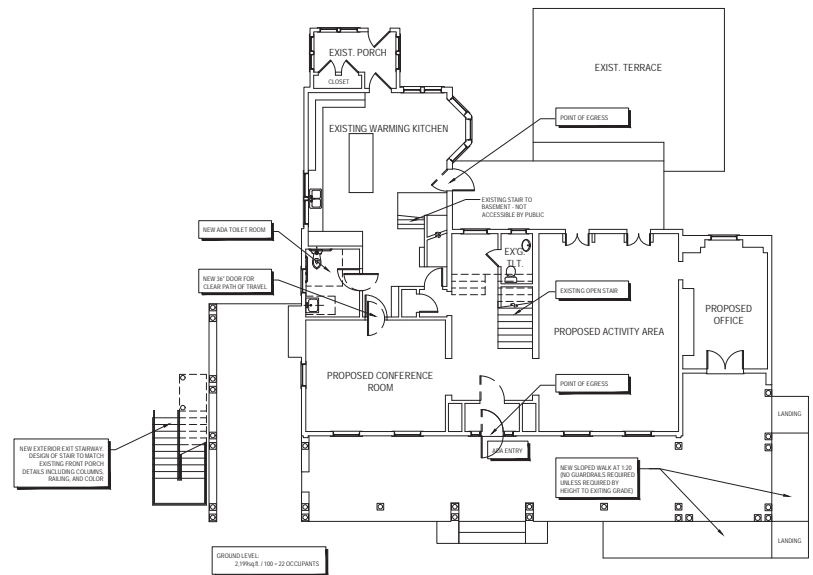 EXIST. PORCH
CLOSET
EXIST. TERRACE
EXISTING WARMING KITCHEN
POINT OF EGRESS
EXISTING STAIR TO
BASEMENT - NOT
ACCESSIBLE BY PUBLIC
NEW ADA TOILET ROOM
EX'G.
TLT.
NEW 36" DOOR FOR
CLEAR PATH OF TRAVEL
EXISTING OPEN STAIR
PROPOSED
OFFICE
PROPOSED ACTIVITY AREA
PROPOSED CONFERENCE
ROOM
POINT OF EGRESS
LANDING
NEW EXTERIOR EXIT STAIRWAY.
DESIGN OF STAIR TO MATCH
EXISTING FRONT PORCH
DETAILS INCLUDING COLUMNS,
RAILING, AND COLOR
ADA ENTRY
NEW SLOPED WALK AT 1:20
(NO GUARDRAILS REQUIRED
UNLESS REQUIRED BY
HEIGHT TO EXITING GRADE)
LANDING
GROUND LEVEL:
2,199sq.ft. / 100 = 22 OCCUPANTS